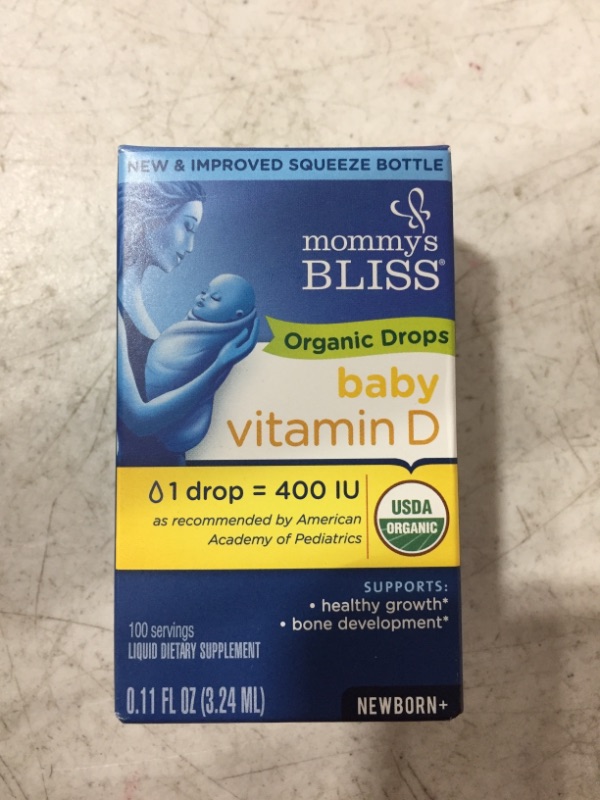 NEW & IMPROVED SQUEEZE BOTTLE
mommy's
BLISS®
Organic Drops
baby
vitamin D
1 drop = 400 IU
as recommended by American
Academy of Pediatrics
USDA
ORGANIC
SUPPORTS:
• healthy growth*
• bone development*
100 servings
LIQUID DIETARY SUPPLEMENT
0.11 FL OZ (3.24 ML)
NEWBORN+